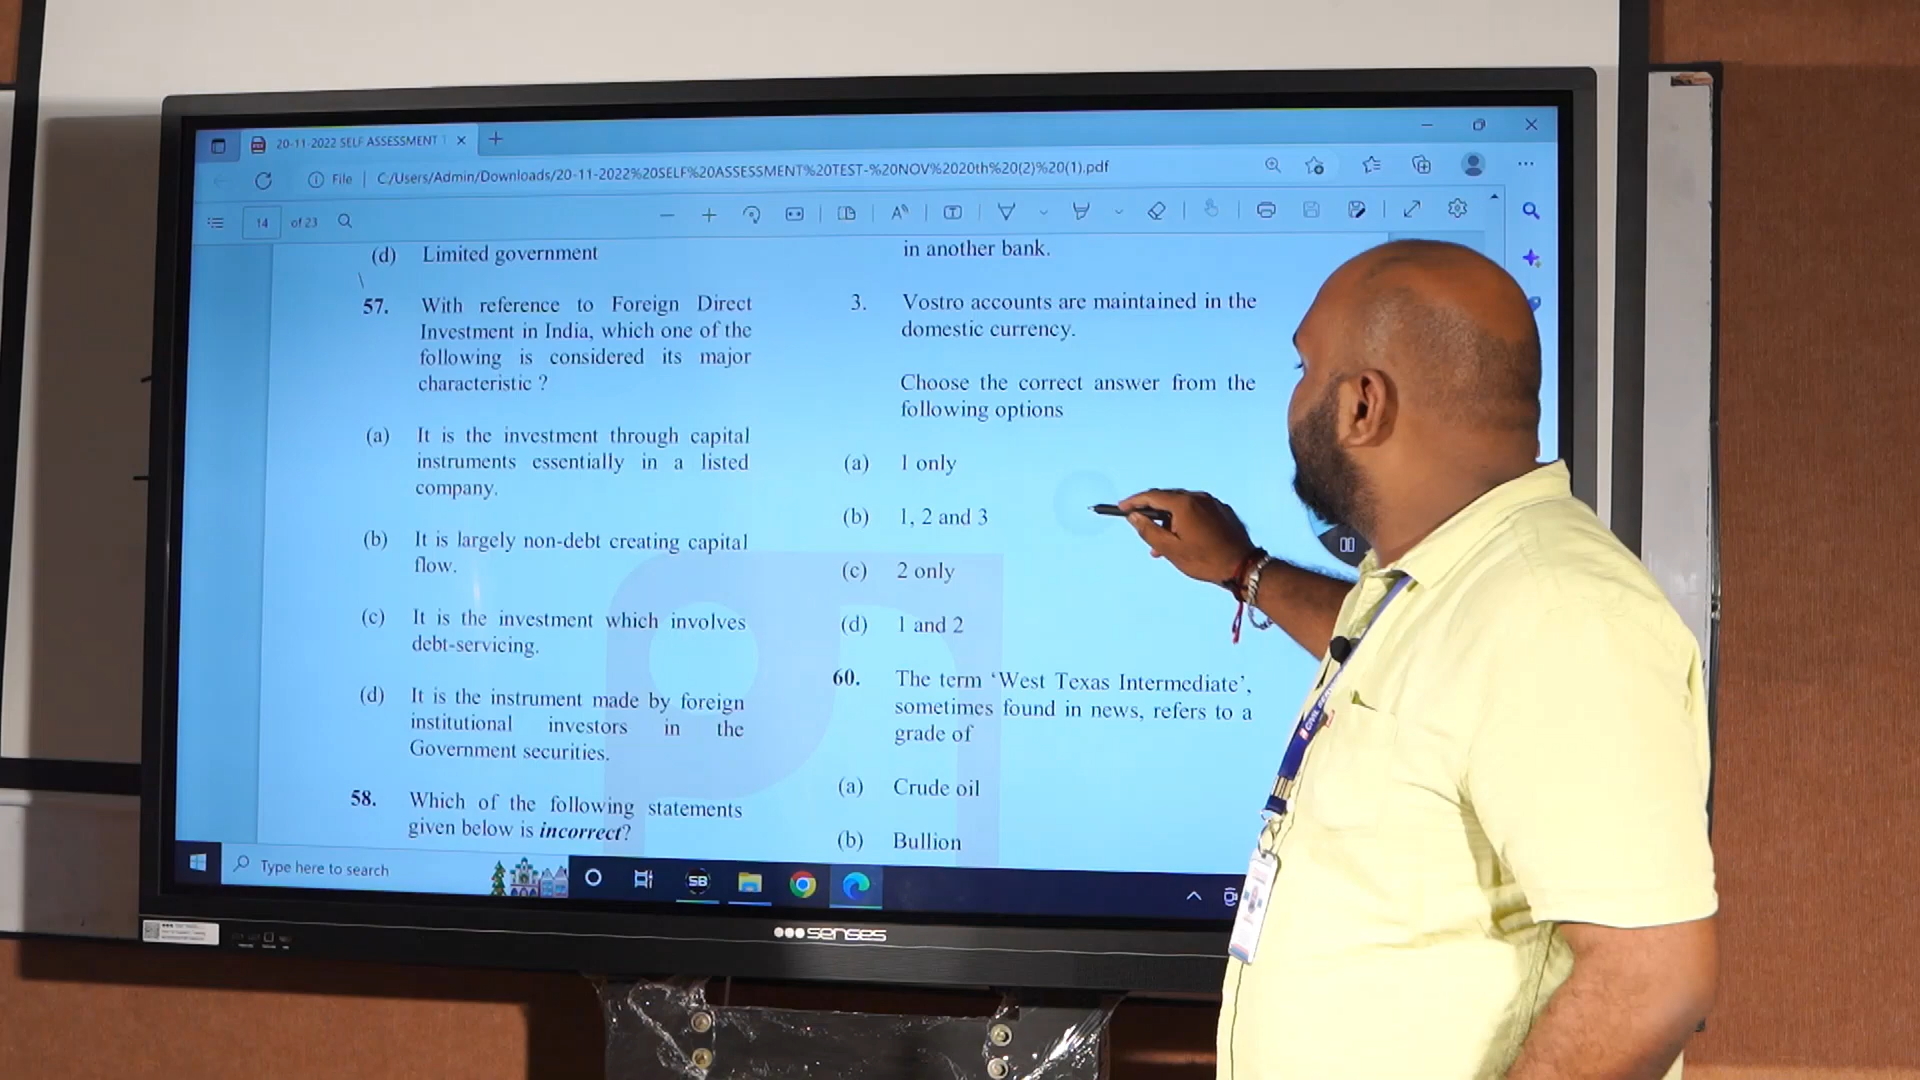 20-11-2022 SELF ASSESSMENT
File
C:/Users/Admin/Downloads/20-11-2022%20SELF%20ASSESSMENT%20TEST-%20NOV%2020th%20(2)%20(1).pdf
14 of 23
(d) Limited government
57. With reference to Foreign Direct
Investment in India, which one of the
following is considered its major
characteristic ?
(a) It is the investment through capital
instruments essentially in a listed
company.
(b) It is largely non-debt creating capital
flow.
(c) It is the investment which involves
debt-servicing.
(d) It is the instrument made by foreign
institutional investors in the
Government securities.
58. Which of the following statements
given below is incorrect?
in another bank.
3. Vostro accounts are maintained in the
domestic currency.
Choose the correct answer from the
following options
(a) 1 only
(b) 1, 2 and 3
(c) 2 only
(d) 1 and 2
60. The term ‘West Texas Intermediate’,
sometimes found in news, refers to a
grade of
(a) Crude oil
(b) Bullion
Type here to search
SB
senses